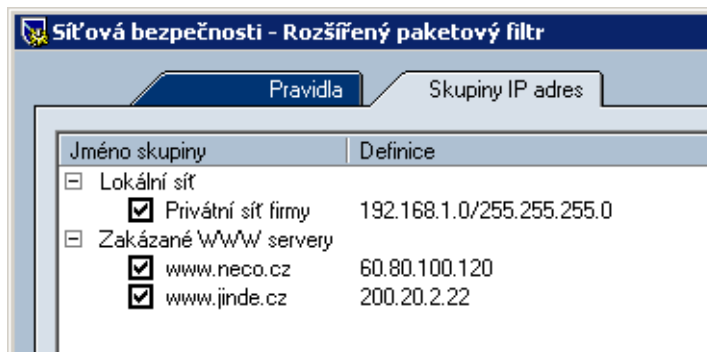 Síťová bezpečnosti - Rozšířený paketový filtr
Pravidla Skupiny IP adres
Jméno skupiny Definice
Lokální síť
Privátní síť firmy 192.168.1.0/255.255.255.0
Zakázané WWW servery
www.neco.cz 60.80.100.120
www.jinde.cz 200.20.2.22